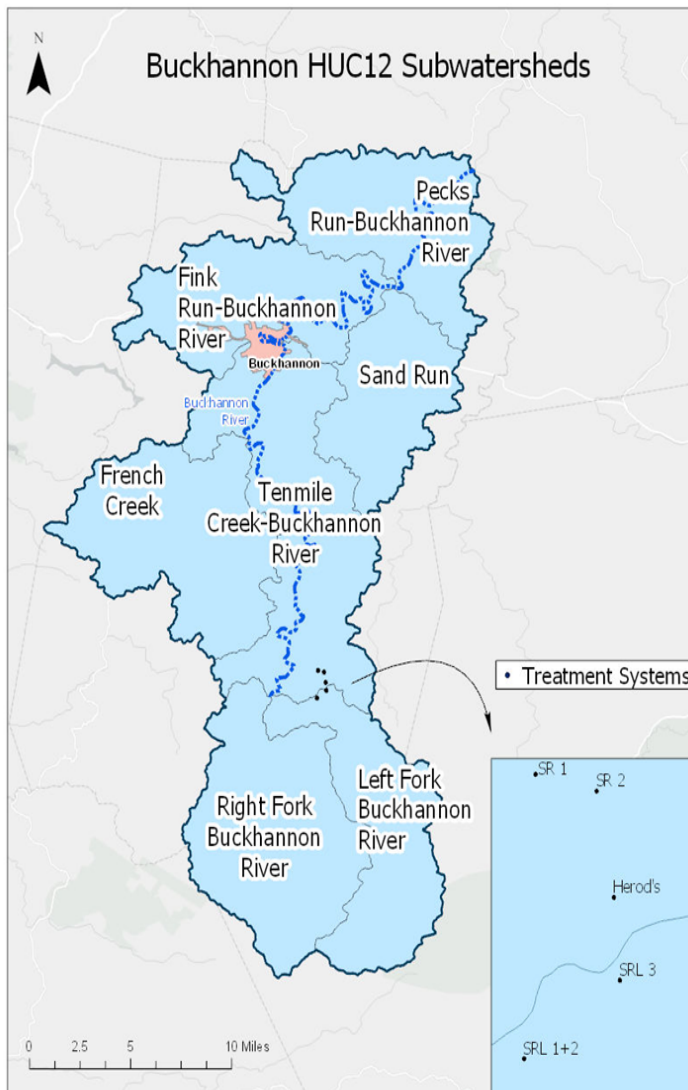 N
Buckhannon HUC12 Subwatersheds
Pecks
Run-Buckhannon
River
Fink
Run-Buckhannon
River
Buckhannon
Sand Run
Buckhannon
River
French
Creek
Tenmile
Creek-Buckhannon
River
Treatment Systems
Left Fork
Buckhannon
River
Right Fork
Buckhannon
River
SR 1
SR 2
Herod's
SRL 3
SRL 1+2
0 2.5 5 10 Miles